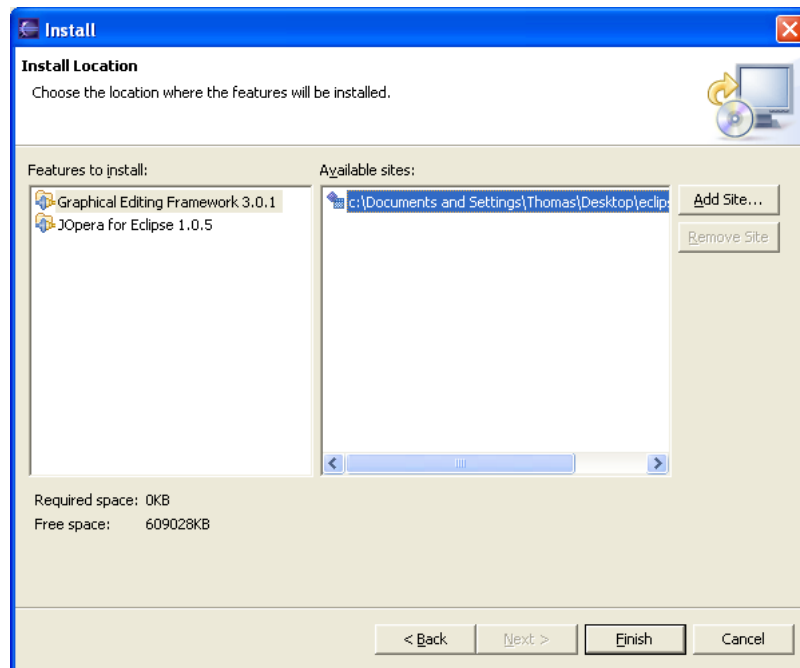 Install
Install Location
Choose the location where the features will be installed.
Features to install:
Available sites:
Graphical Editing Framework 3.0.1
JOpera for Eclipse 1.0.5
c:\Documents and Settings\Thomas\Desktop\eclips
Add Site...
Remove Site
Required space: 0KB
Free space: 609028KB
< Back
Next >
Finish
Cancel